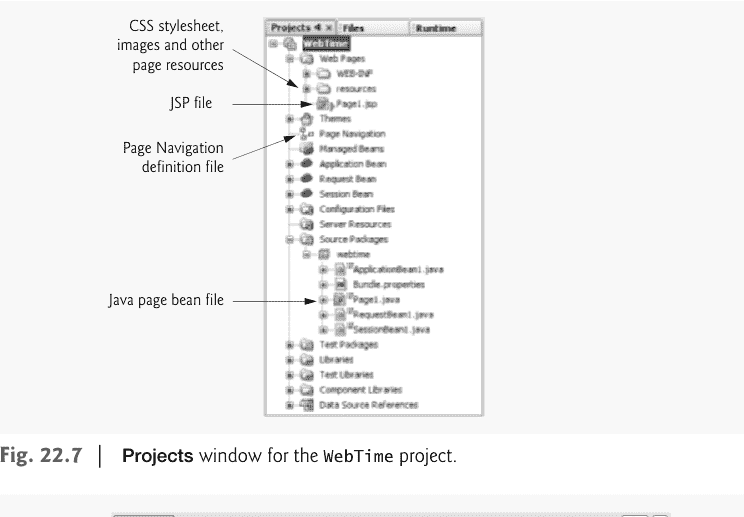 CSS stylesheet,
images and other
page resources
JSP file
Page Navigation
definition file
Java page bean file
Projects 4 × Files Runtime
WebTime
Web Pages
WEB-INF
resources
Page1.jsp
Themes
Page Navigation
Managed Beans
Application Bean
Request Bean
Session Bean
Configuration Files
Server Resources
Source Packages
webtime
ApplicationBean1.java
Bundle.properties
Page1.java
RequestBean1.java
SessionBean1.java
Test Packages
Libraries
Test Libraries
Component Libraries
Data Source References
Fig. 22.7 | Projects window for the WebTime project.